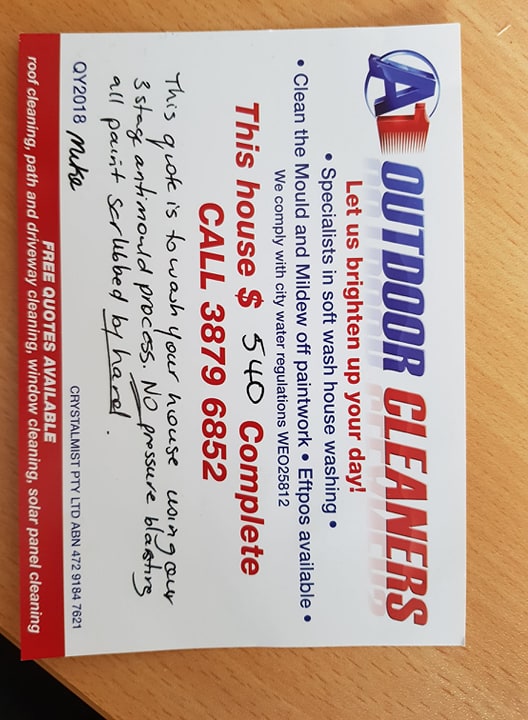 A1 OUTDOOR CLEANERS
Let us brighten up your day!
• Specialists in soft wash house washing •
• Clean the Mould and Mildew off paintwork • Eftpos available •
We comply with city water regulations WEO25812
This house $ 540 Complete
CALL 3879 6852
This quote is to wash your house using our
3 stage antimould process. NO pressure blasting
all paint scrubbed by hand.
QY2018 Mike
CRYSTALMIST PTY LTD ABN 472 9184 7621
FREE QUOTES AVAILABLE
roof cleaning, path and driveway cleaning, window cleaning, solar panel cleaning